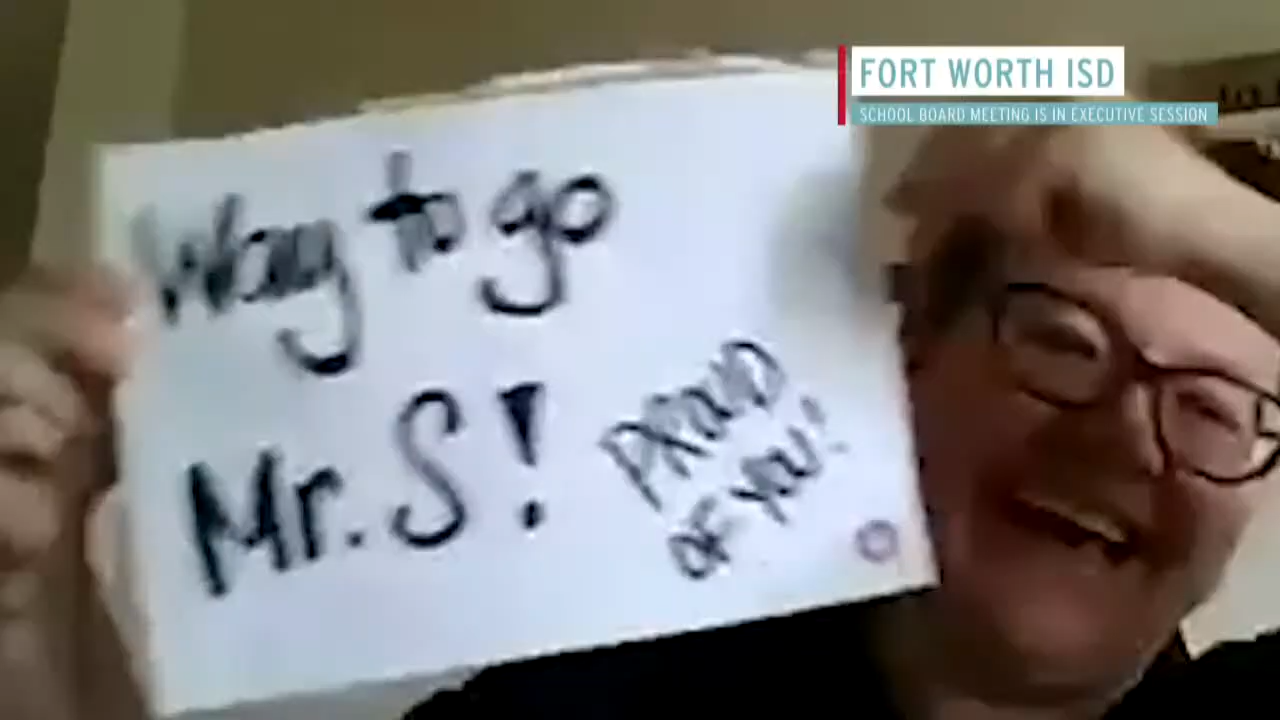 FORT WORTH ISD
SCHOOL BOARD MEETING IS IN EXECUTIVE SESSION
Way to go
Mr. S!
PROUD
OF YOU!